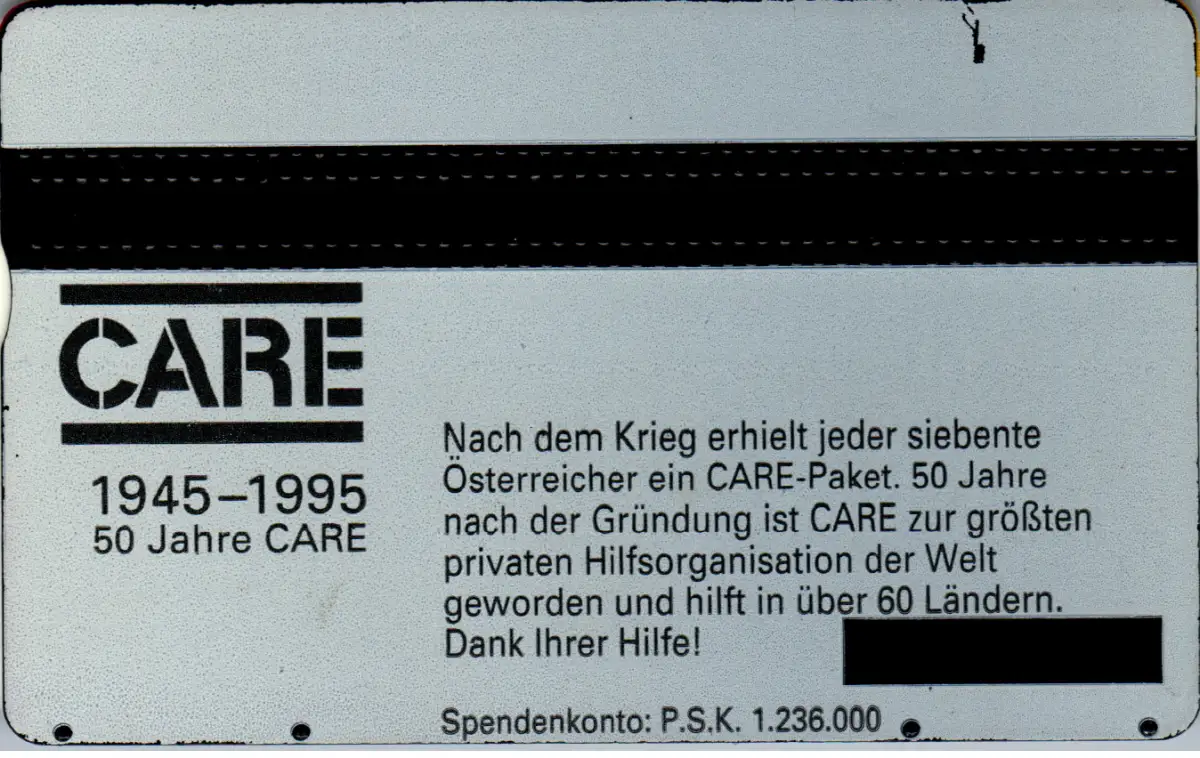 CARE
1945–1995
50 Jahre CARE
Nach dem Krieg erhielt jeder siebente
Österreicher ein CARE-Paket. 50 Jahre
nach der Gründung ist CARE zur größten
privaten Hilfsorganisation der Welt
geworden und hilft in über 60 Ländern.
Dank Ihrer Hilfe!
Spendenkonto: P.S.K. 1.236.000